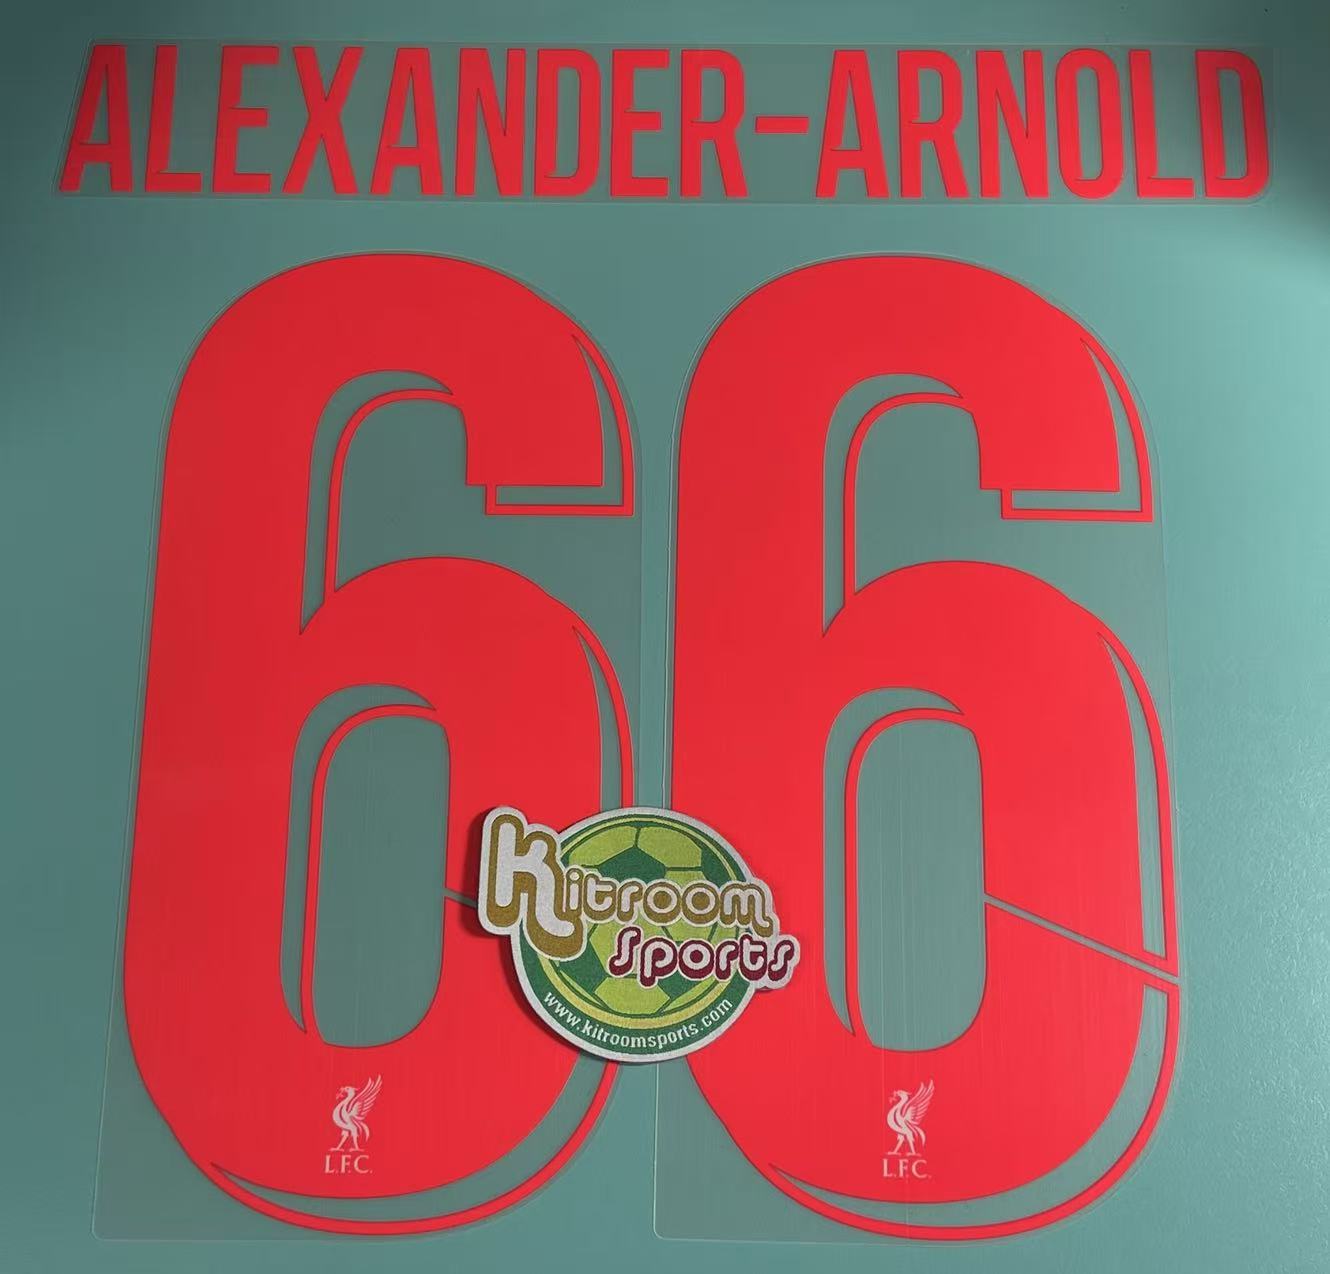 ALEXANDER-ARNOLD
66
Kitroom
Sports
www.kitroomsports.com
L.F.C. L.F.C.